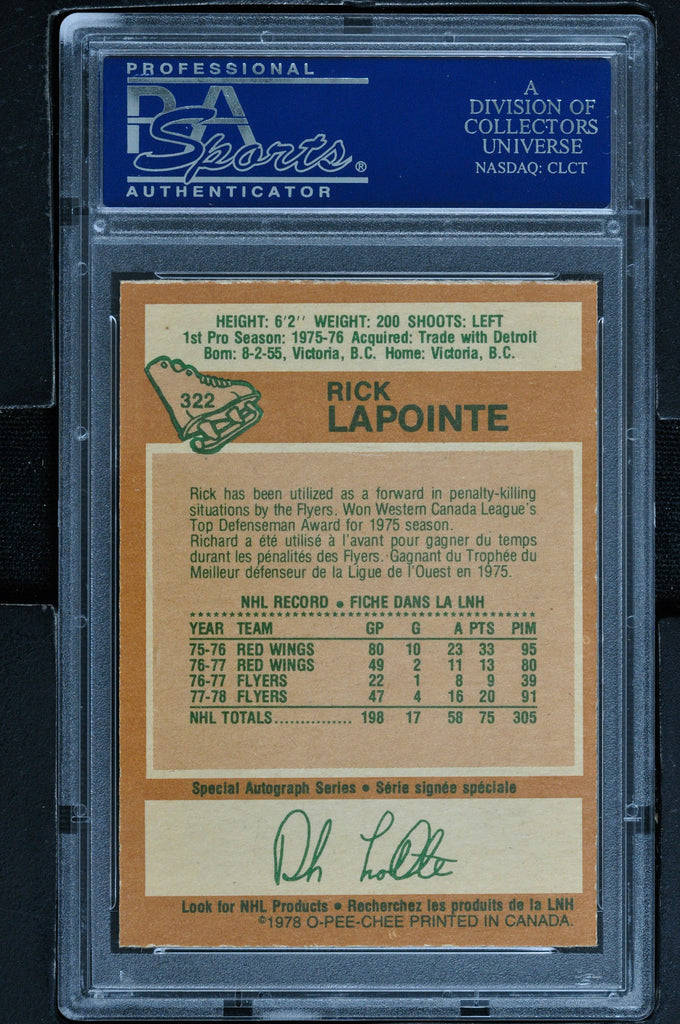 PROFESSIONAL
PSA
Sports®
AUTHENTICATOR
A
DIVISION OF
COLLECTORS
UNIVERSE
NASDAQ: CLCT
HEIGHT: 6'2'' WEIGHT: 200 SHOOTS: LEFT
1st Pro Season: 1975-76 Acquired: Trade with Detroit
Born: 8-2-55, Victoria, B.C. Home: Victoria, B.C.
322
RICK
LAPOINTE
Rick has been utilized as a forward in penalty-killing
situations by the Flyers. Won Western Canada League's
Top Defenseman Award for 1975 season.
Richard a été utilisé à l'avant pour gagner du temps
durant les pénalités des Flyers. Gagnant du Trophée du
Meilleur défenseur de la Ligue de l'Ouest en 1975.
NHL RECORD • FICHE DANS LA LNH
YEAR TEAM GP G A PTS PIM
75-76 RED WINGS 80 10 23 33 95
76-77 RED WINGS 49 2 11 13 80
76-77 FLYERS 22 1 8 9 39
77-78 FLYERS 47 4 16 20 91
NHL TOTALS............... 198 17 58 75 305
Special Autograph Series • Série signée spéciale
Look for NHL Products • Recherchez les produits de la LNH
©1978 O-PEE-CHEE PRINTED IN CANADA.